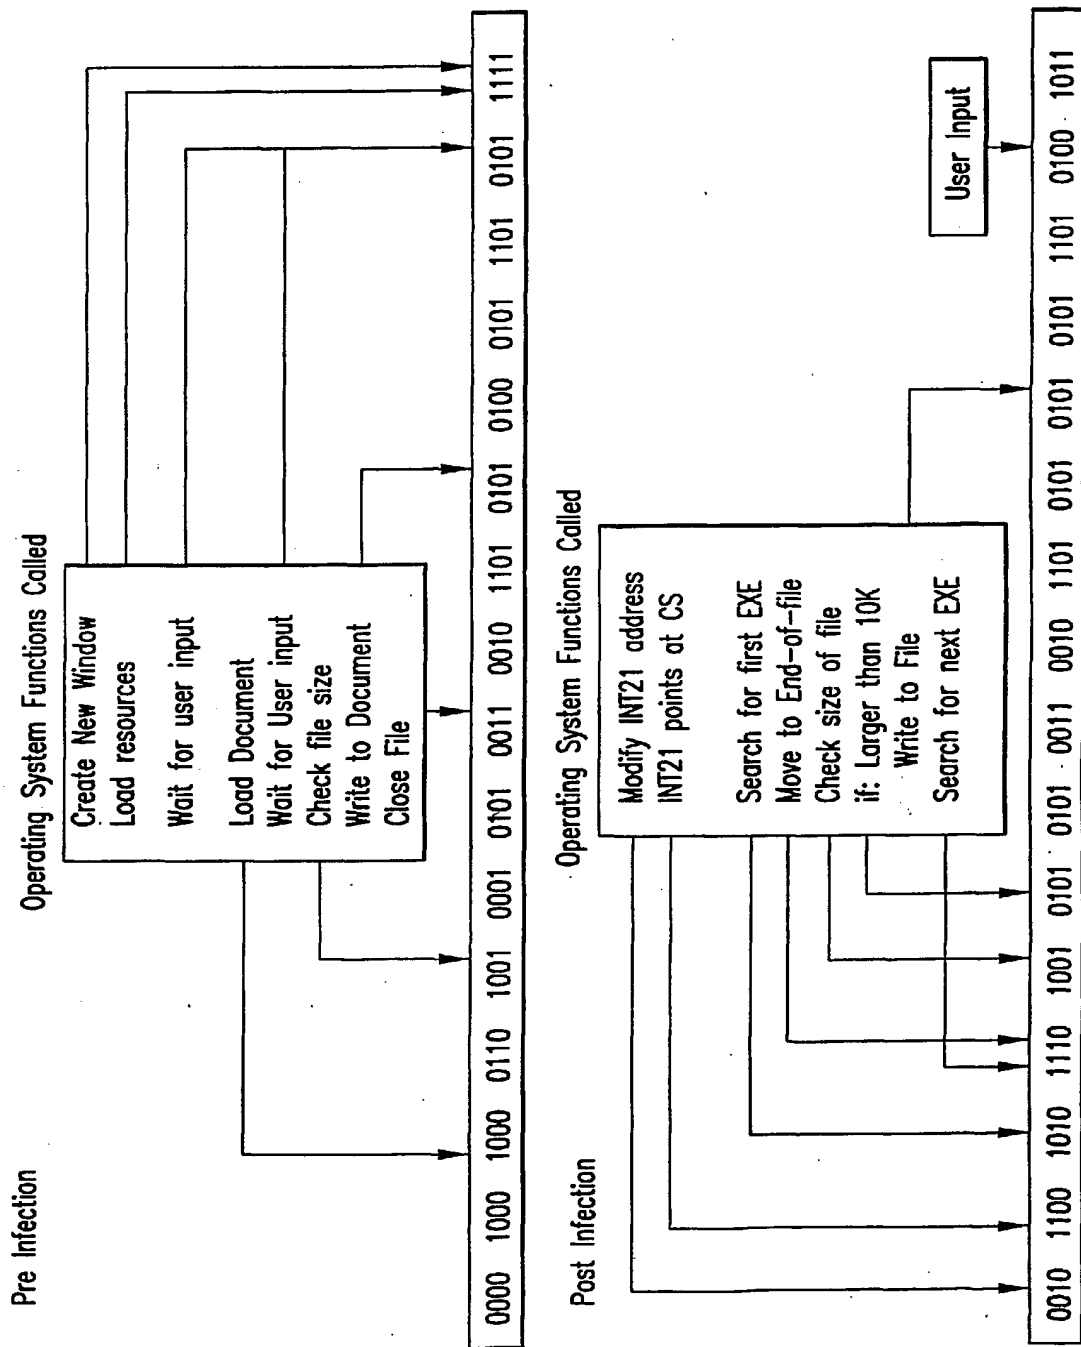 Pre Infection
Operating System Functions Called
Create New Window
Load resources
Wait for user input
Load Document
Wait for User input
Check file size
Write to Document
Close File
0000 1000 1000 0110 1001 0001 0101 0011 0010 1101 0101 0100 0101 1101 0101 1111
Post Infection
Operating System Functions Called
Modify INT21 address
INT21 points at CS
Search for first EXE
Move to End-of-file
Check size of file
if: Larger than 10K
Write to File
Search for next EXE
User Input
0010 1100 1010 1110 1001 0101 0101 0011 0010 1101 0101 0101 0101 1101 0100 1011